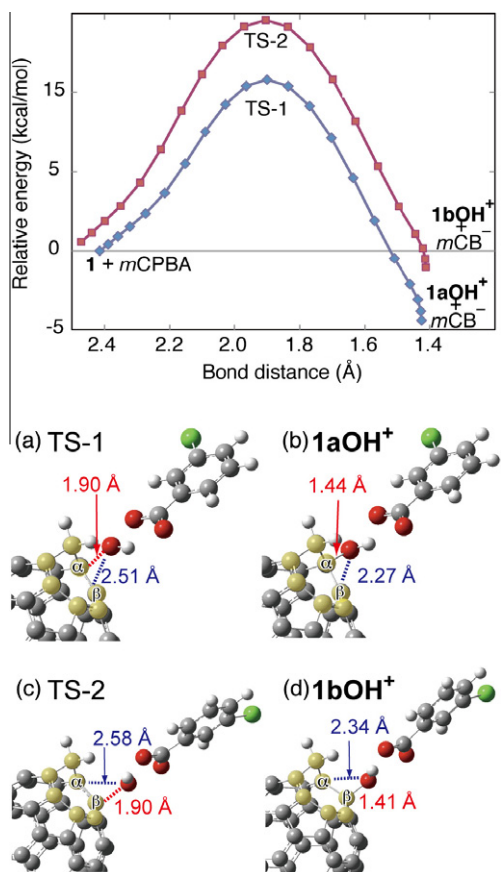 Relative energy (kcal/mol)
15
5
0
-5
TS-2
TS-1
1 + mCPBA
1bOH+
+
mCB−
1aOH+
+
mCB−
2.4 2.2 2.0 1.8 1.6 1.4
Bond distance (Å)
(a) TS-1
1.90 Å
α
β
2.51 Å
(b) 1aOH+
1.44 Å
α
β
2.27 Å
(c) TS-2
2.58 Å
α
β
1.90 Å
(d) 1bOH+
2.34 Å
α
β
1.41 Å